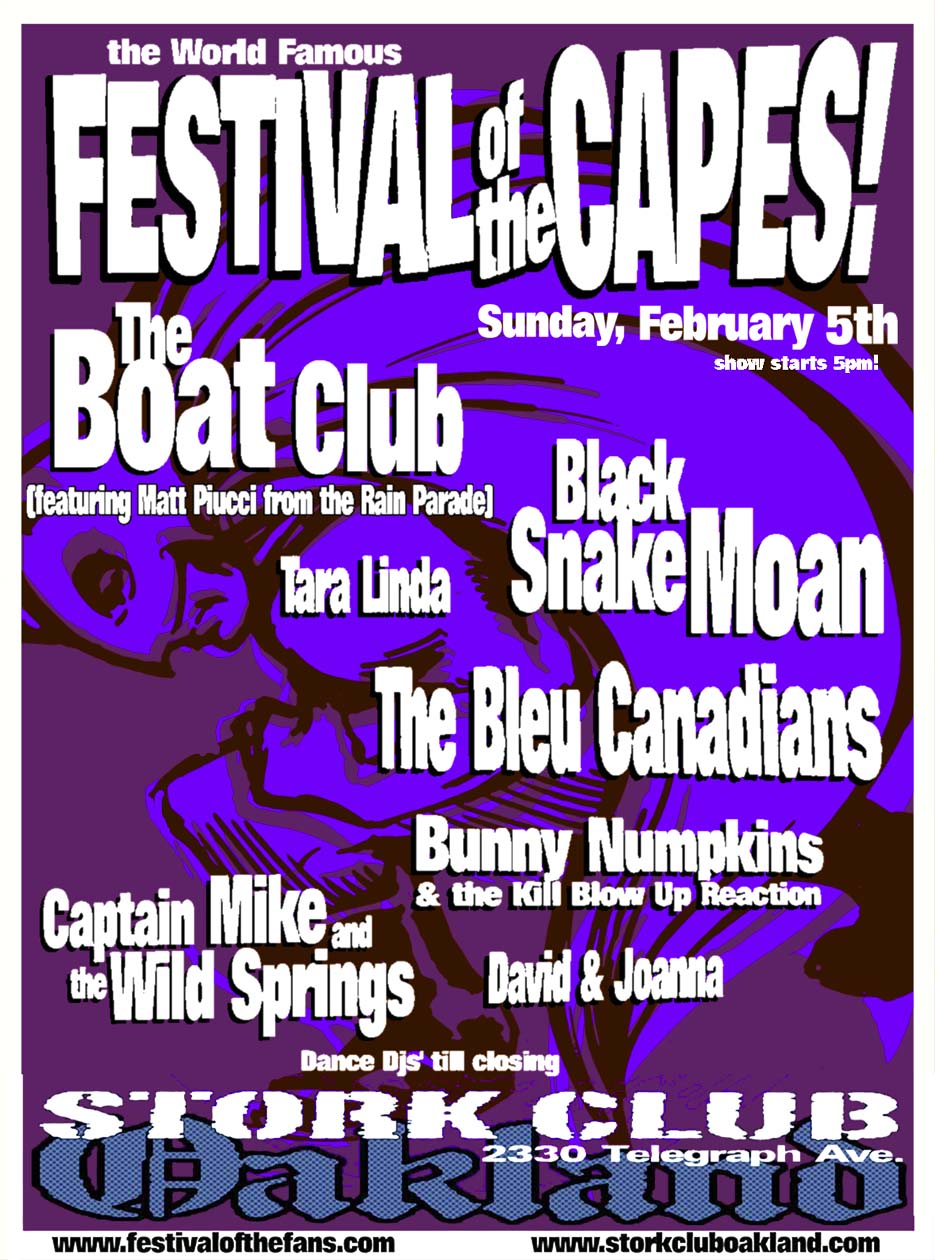 the World Famous
FESTIVAL of the CAPES!
Sunday, February 5th
show starts 5pm!
The Boat Club
(featuring Matt Piucci from the Rain Parade)
Black Snake Moan
Tara Linda
The Bleu Canadians
Bunny Numpkins
& the Kill Blow Up Reaction
Captain Mike and
the Wild Springs
David & Joanna
Dance Djs' till closing
STORK CLUB
Oakland
2330 Telegraph Ave.
www.festivalofthefans.com
www.storkcluboakland.com